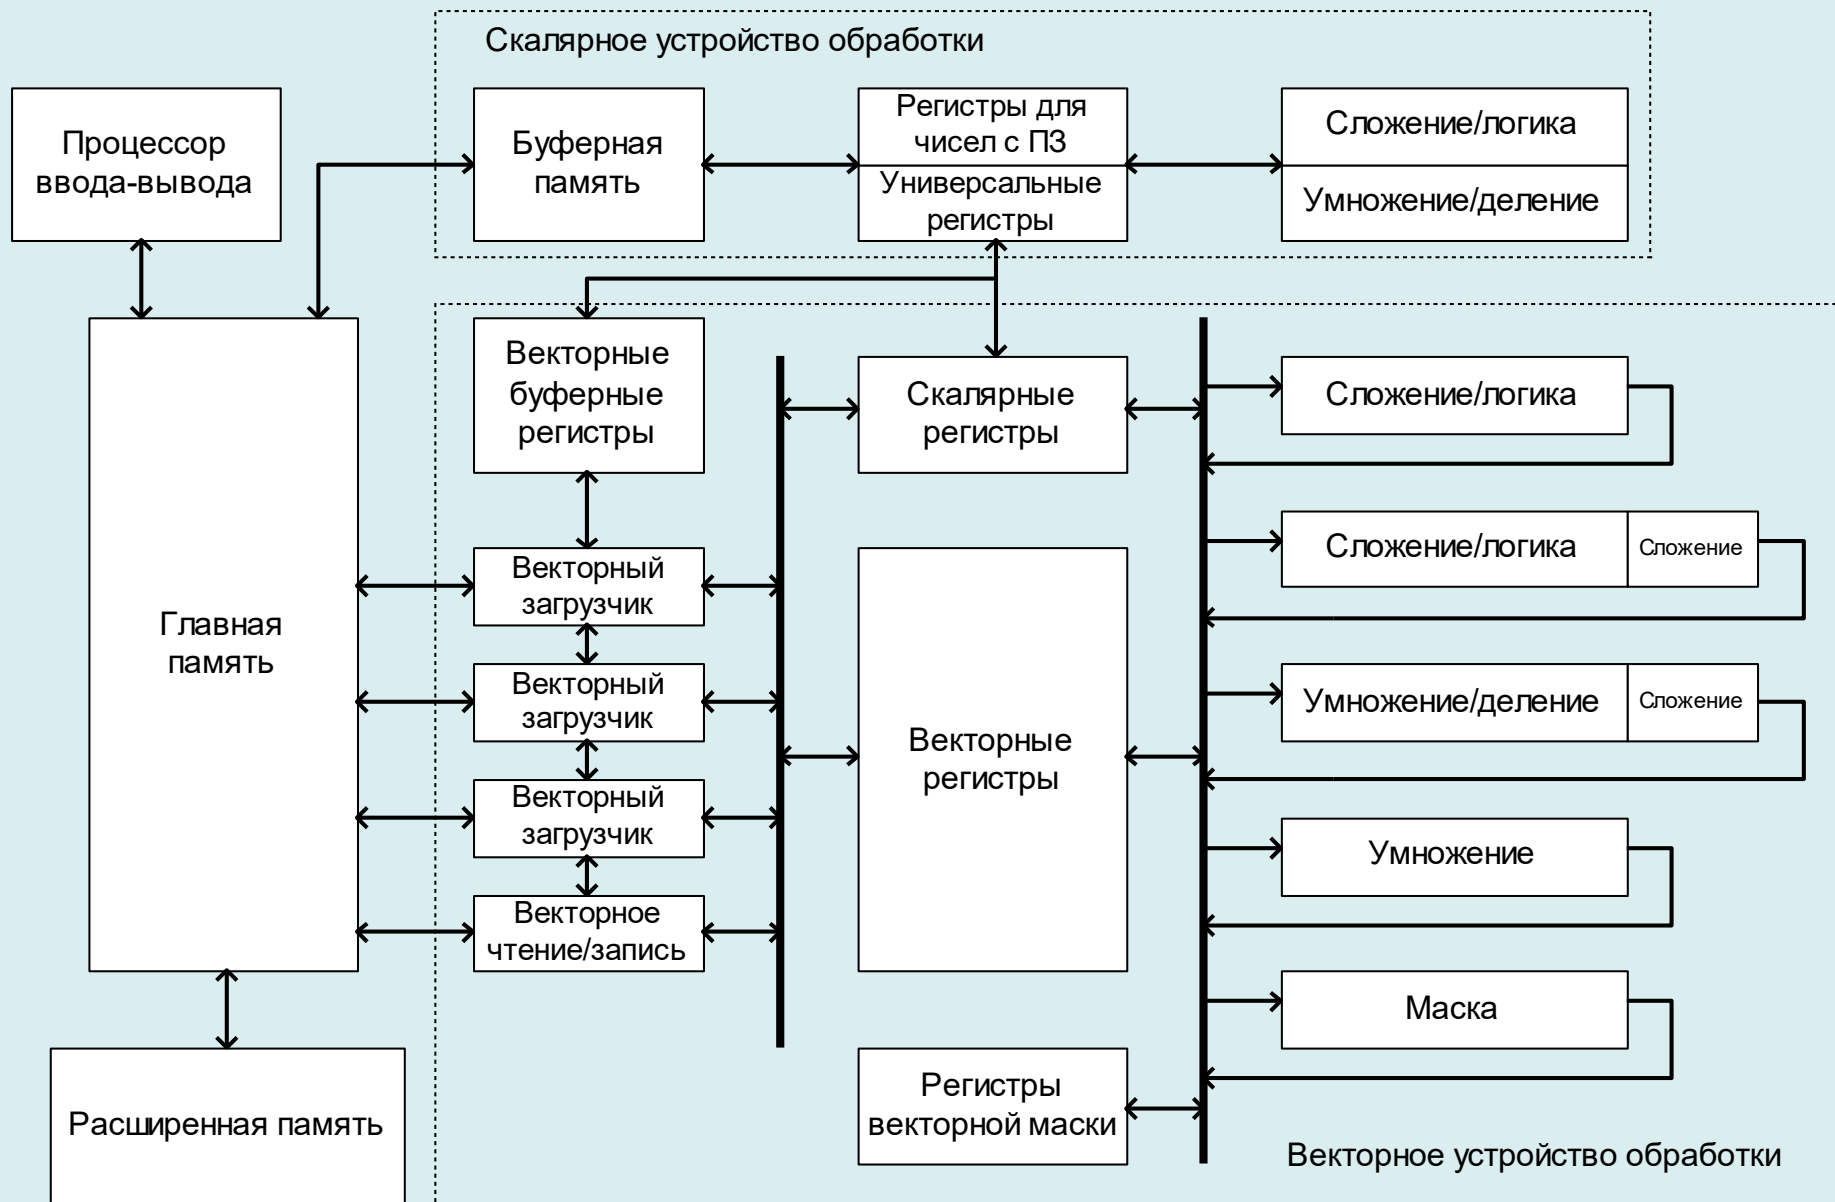 Скалярное устройство обработки
Процессор
ввода-вывода
Буферная
память
Регистры для
чисел с ПЗ
Универсальные
регистры
Сложение/логика
Умножение/деление
Главная
память
Расширенная память
Векторные
буферные
регистры
Векторный
загрузчик
Векторный
загрузчик
Векторный
загрузчик
Векторное
чтение/запись
Скалярные
регистры
Векторные
регистры
Регистры
векторной маски
Сложение/логика
Сложение/логика
Сложение
Умножение/деление
Сложение
Умножение
Маска
Векторное устройство обработки